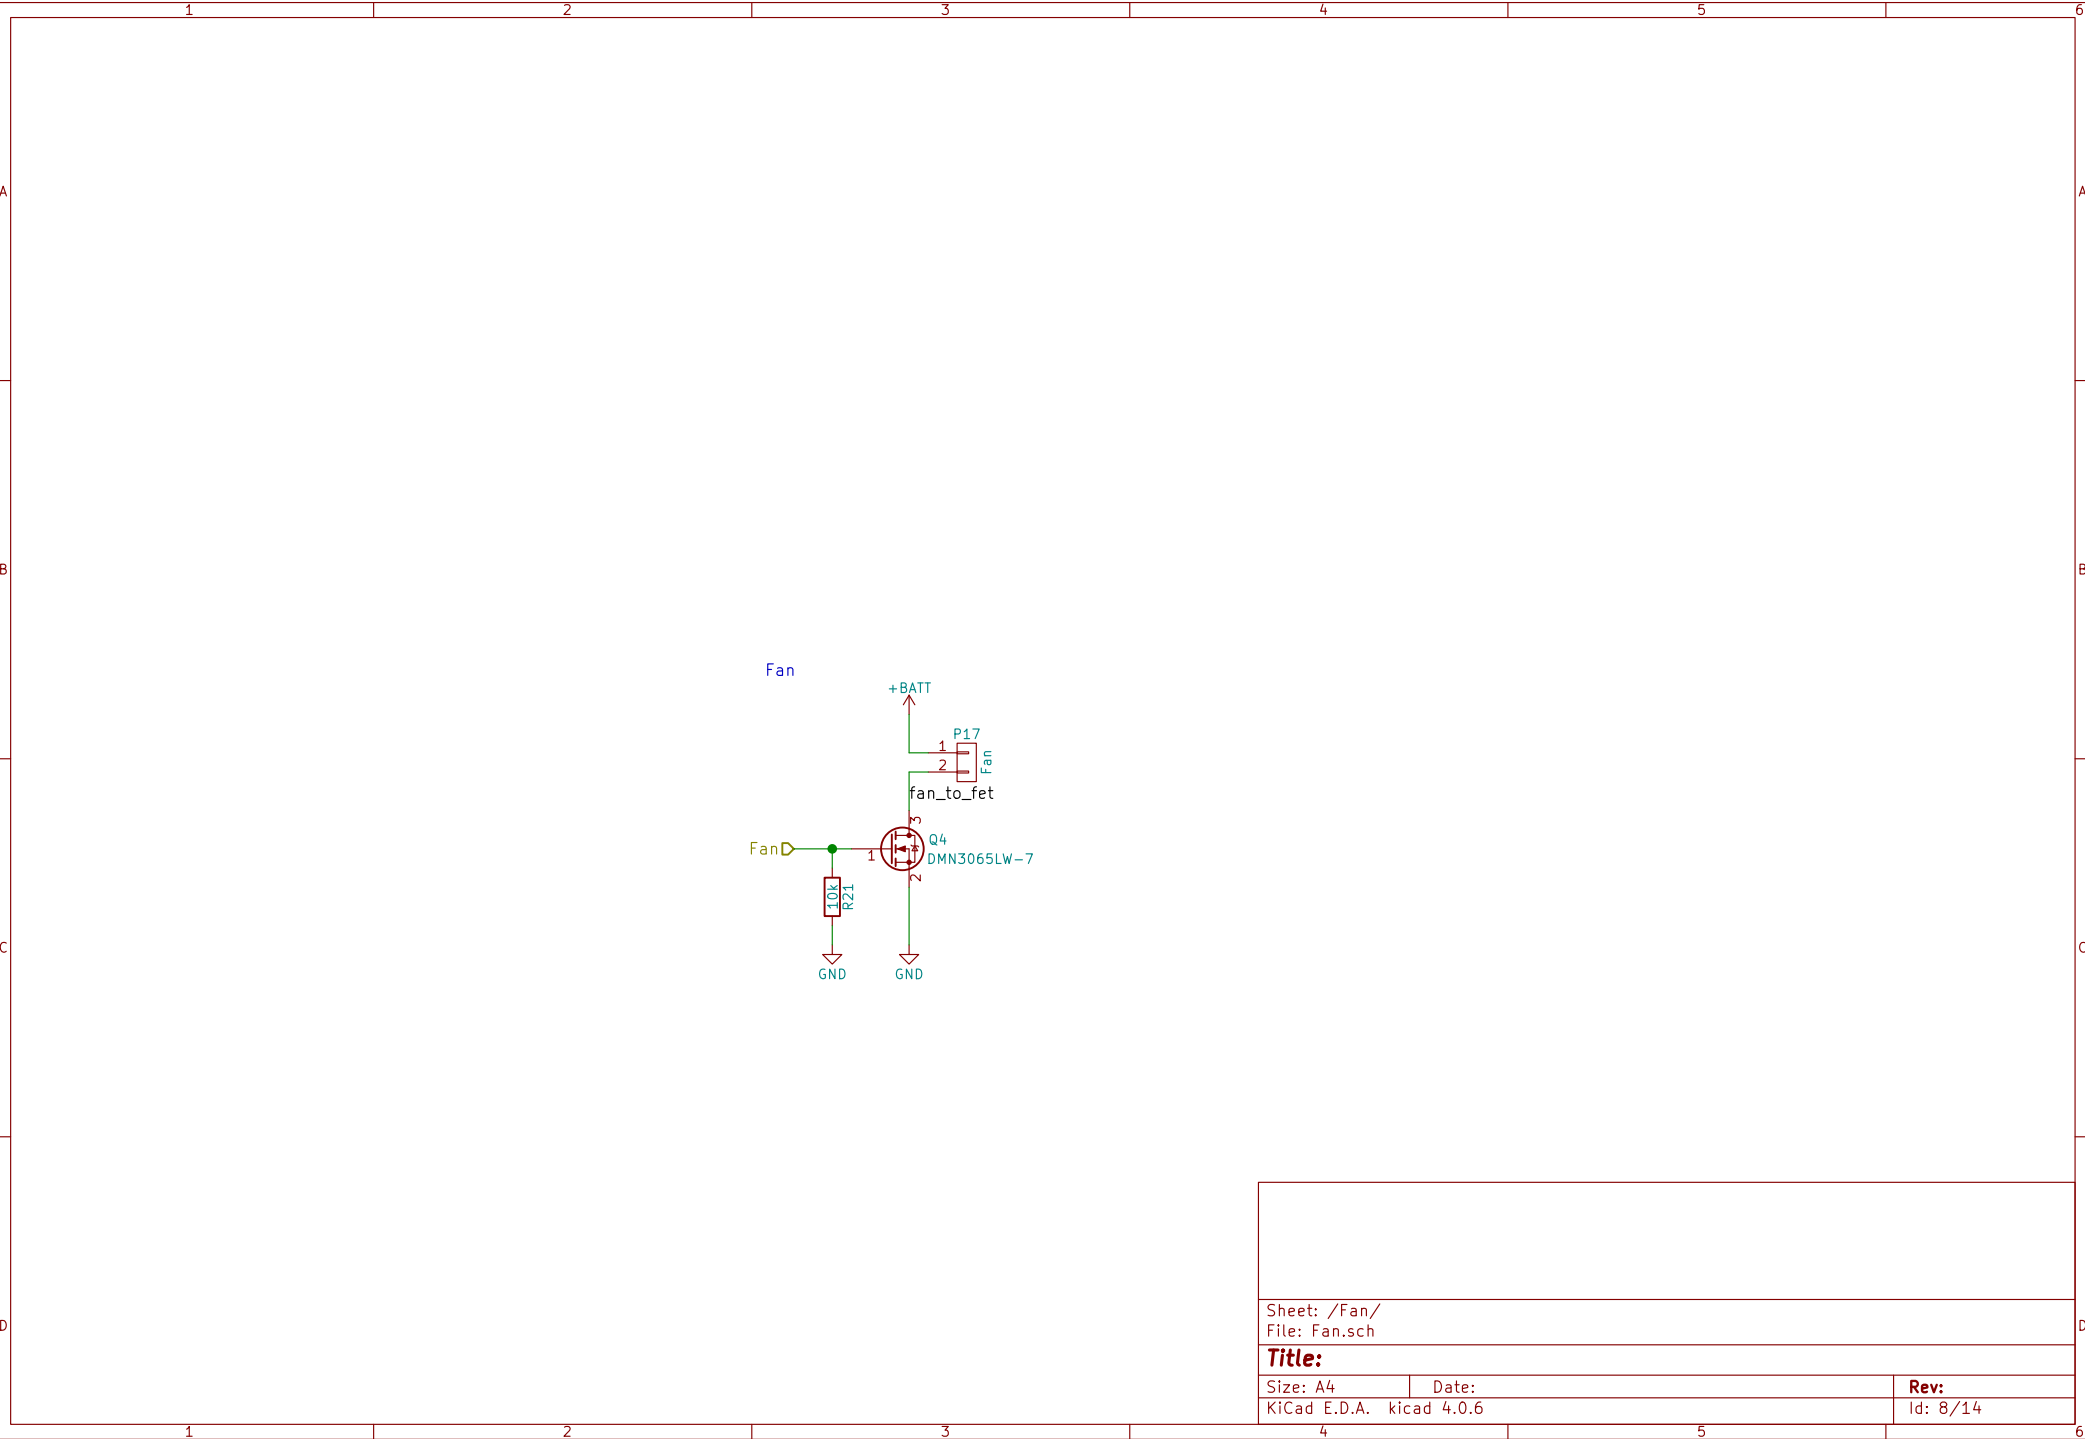 1 2 3 4 5 6
A A
B B
Fan
+BATT
P17
1
2
Fan
fan_to_fet
3
Q4
Fan
1
DMN3065LW-7
2
10k
R21
GND GND
C C
Sheet: /Fan/
File: Fan.sch
D D
Title:
Size: A4 Date: Rev:
KiCad E.D.A. kicad 4.0.6 Id: 8/14
1 2 3 4 5 6